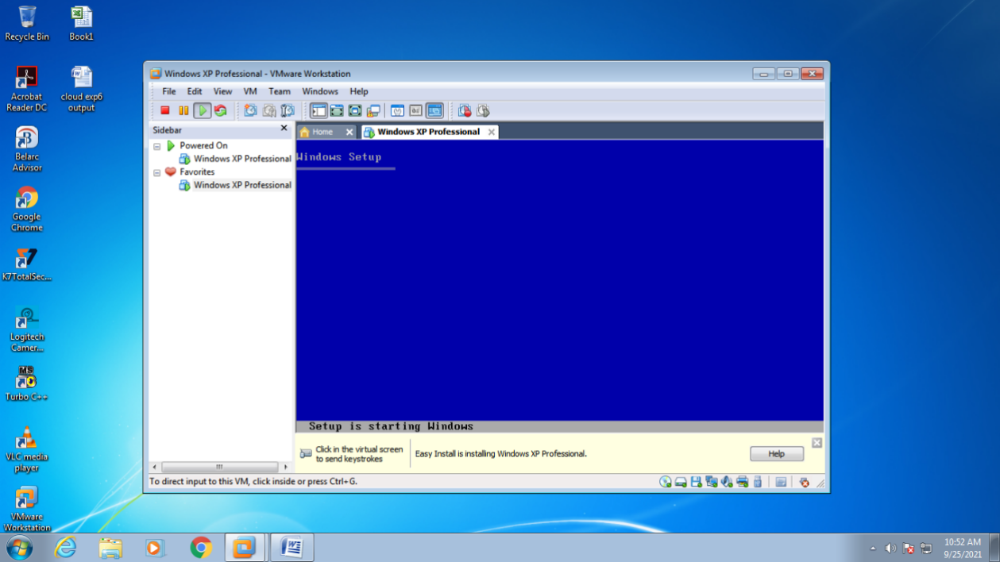 Recycle Bin
Book1
Acrobat
Reader DC
cloud exp6
output
Belarc
Advisor
Google
Chrome
K7TotalSec...
Logitech
Camer...
MS
Turbo C++
VLC media
player
VMware
Workstation
Windows XP Professional - VMware Workstation
File Edit View VM Team Windows Help
Sidebar
Powered On
Windows XP Professional
Favorites
Windows XP Professional
Home
Windows XP Professional
Windows Setup
Setup is starting Windows
Click in the virtual screen
to send keystrokes
Easy Install is installing Windows XP Professional.
Help
To direct input to this VM, click inside or press Ctrl+G.
10:52 AM
9/25/2021